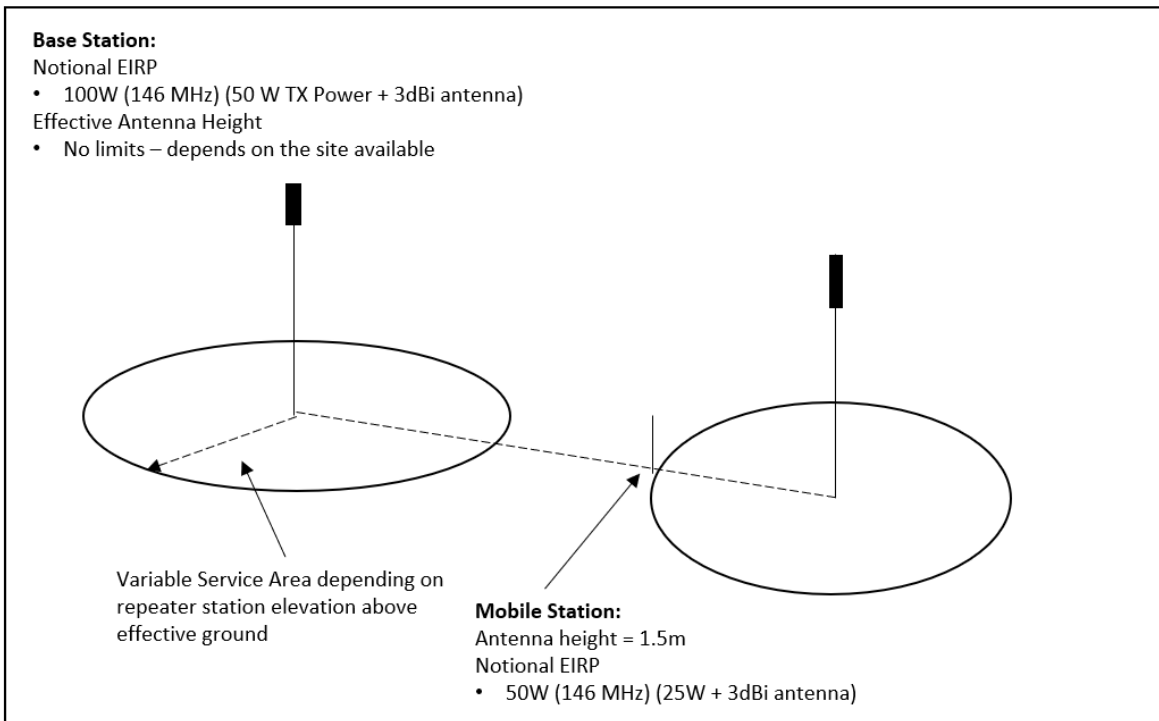 Base Station:
Notional EIRP
• 100W (146 MHz) (50 W TX Power + 3dBi antenna)
Effective Antenna Height
• No limits – depends on the site available
Variable Service Area depending on
repeater station elevation above
effective ground
Mobile Station:
Antenna height = 1.5m
Notional EIRP
• 50W (146 MHz) (25W + 3dBi antenna)